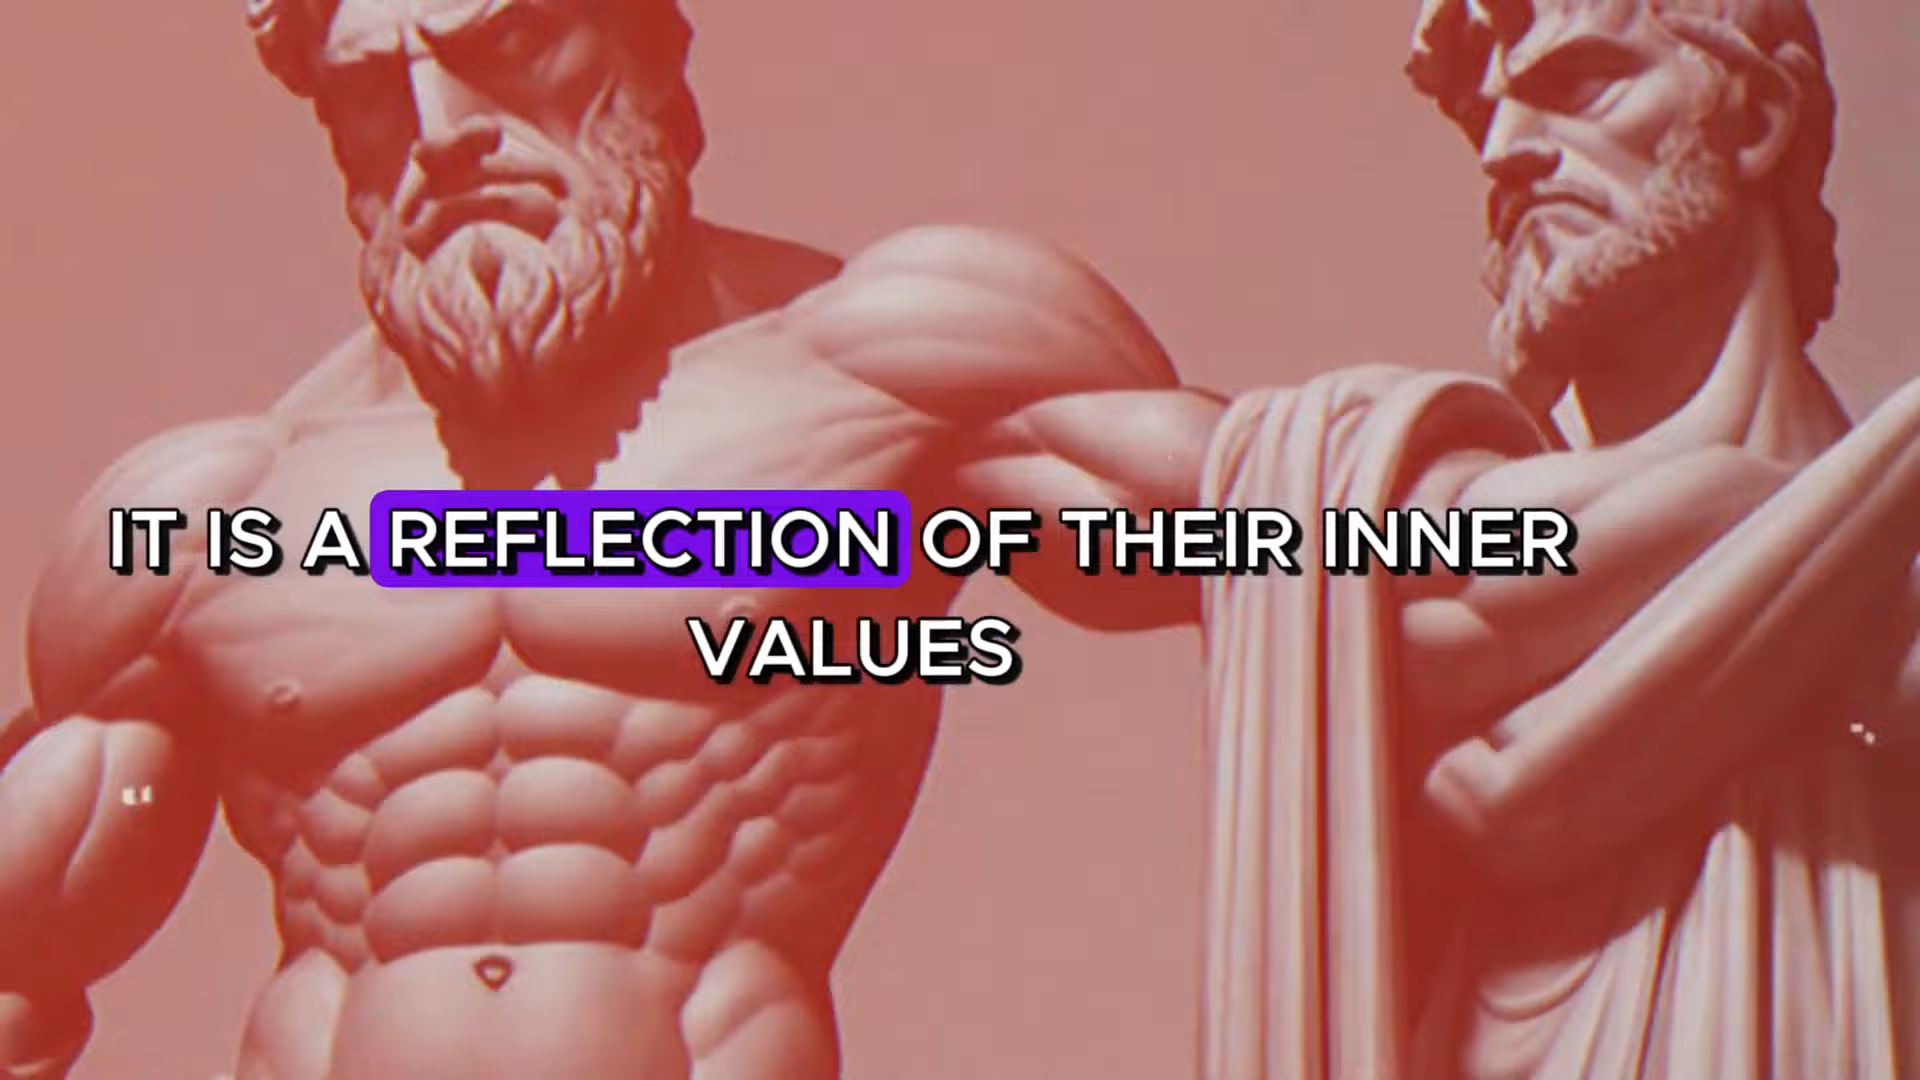 IT IS A REFLECTION OF THEIR INNER
VALUES